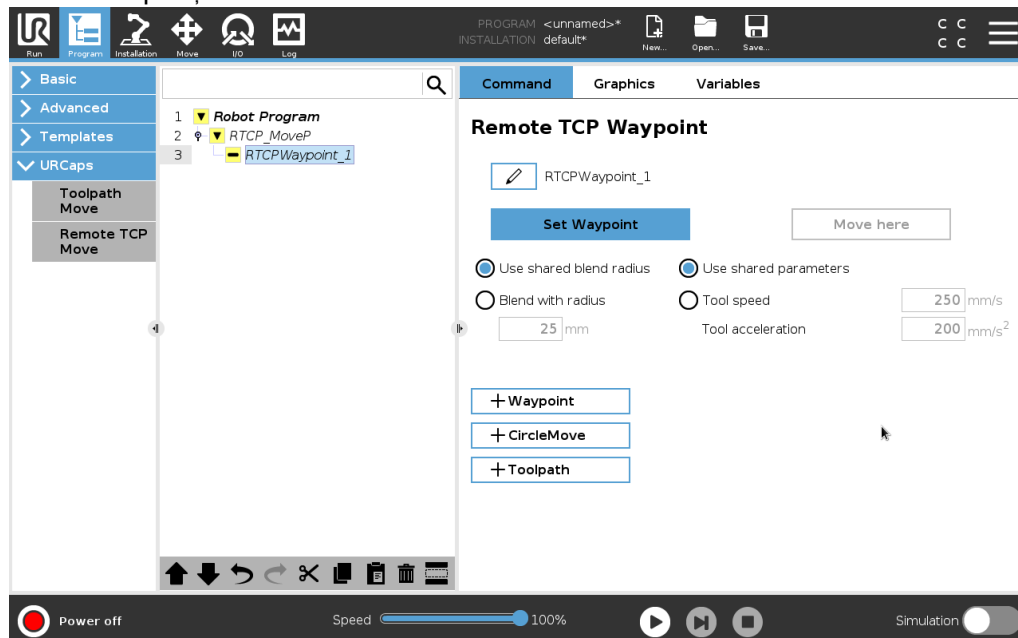 PROGRAM <unnamed>*
INSTALLATION default*
UR
Run
Program
Installation
Move
I/O
Log
New...
Open...
Save...
C C
C C
Basic
Advanced
Templates
URCaps
Toolpath
Move
Remote TCP
Move
1 Robot Program
2 RTCP_MoveP
3 RTCPWaypoint_1
Command Graphics Variables
Remote TCP Waypoint
RTCPWaypoint_1
Set Waypoint Move here
Use shared blend radius Use shared parameters
Blend with radius Tool speed 250 mm/s
25 mm Tool acceleration 200 mm/s²
+Waypoint
+CircleMove
+Toolpath
Power off Speed 100% Simulation